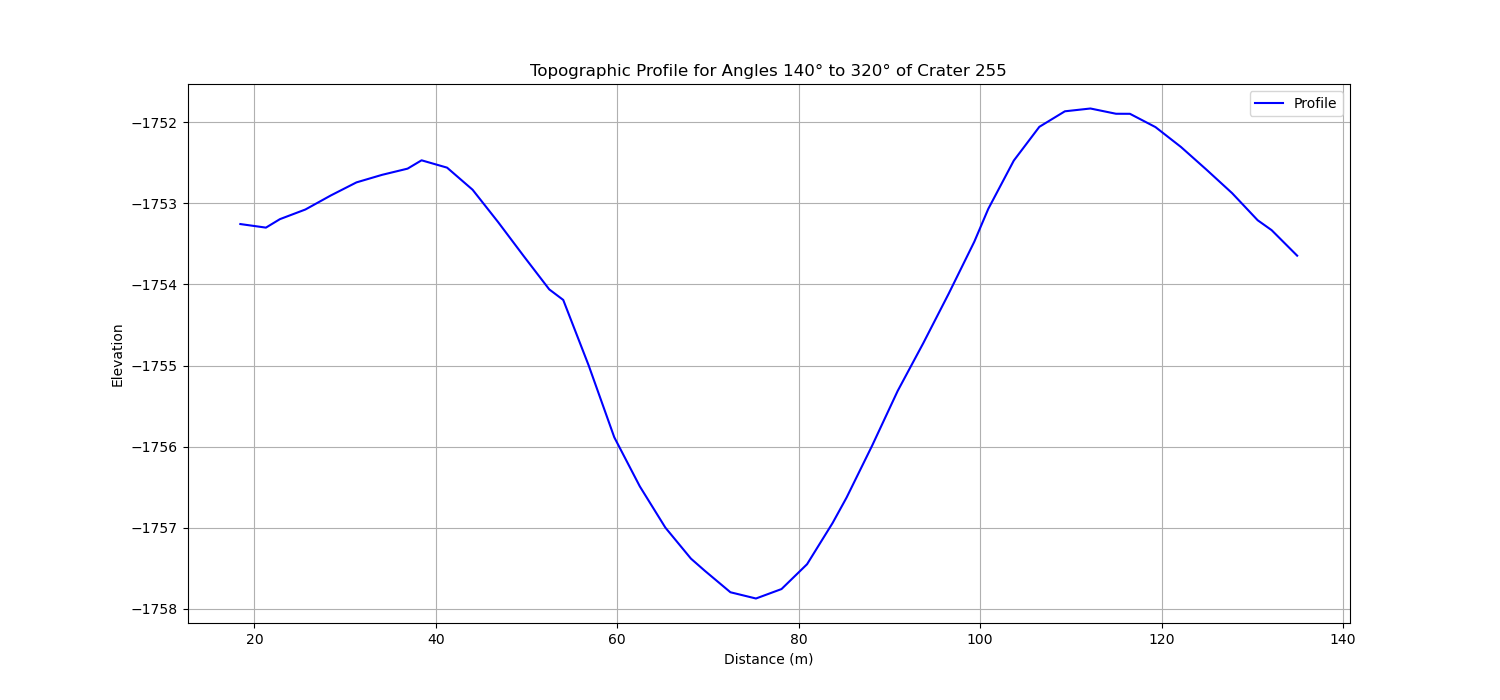 Topographic Profile for Angles 140° to 320° of Crater 255
Profile
−1752
−1753
−1754
−1755
−1756
−1757
−1758
Elevation
20 40 60 80 100 120 140
Distance (m)